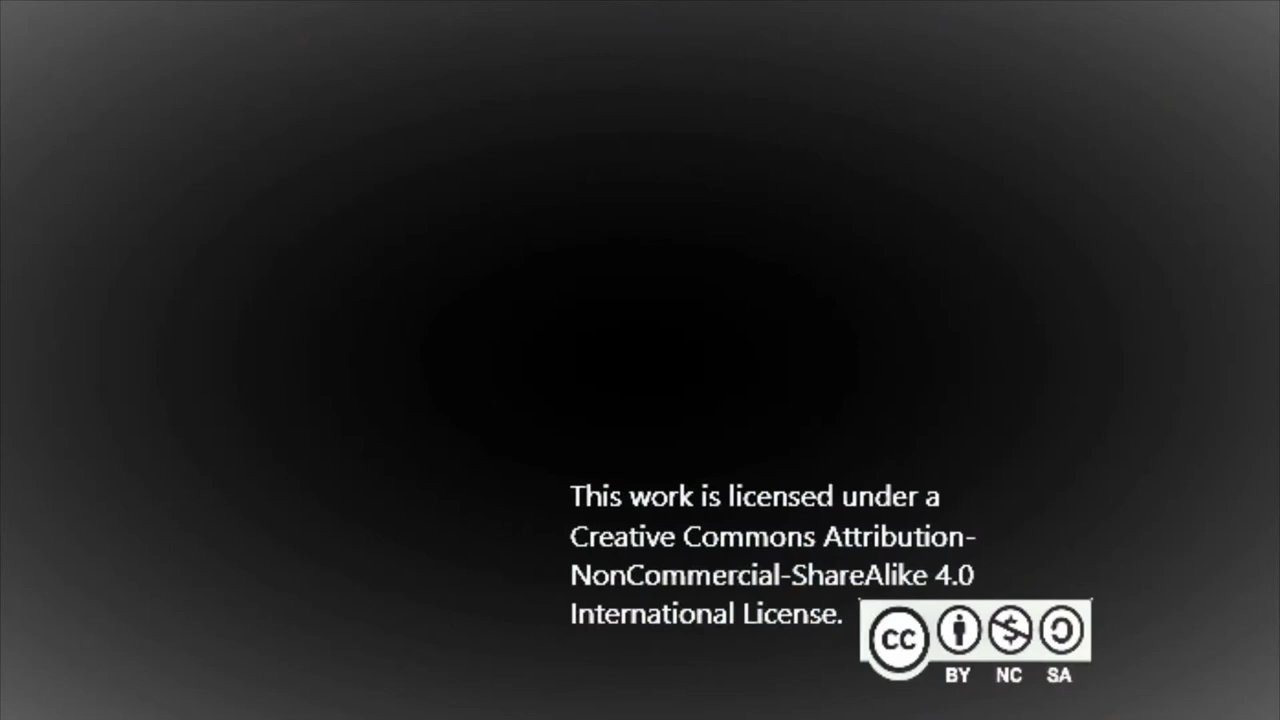 This work is licensed under a
Creative Commons Attribution-
NonCommercial-ShareAlike 4.0
International License.
cc
BY NC SA